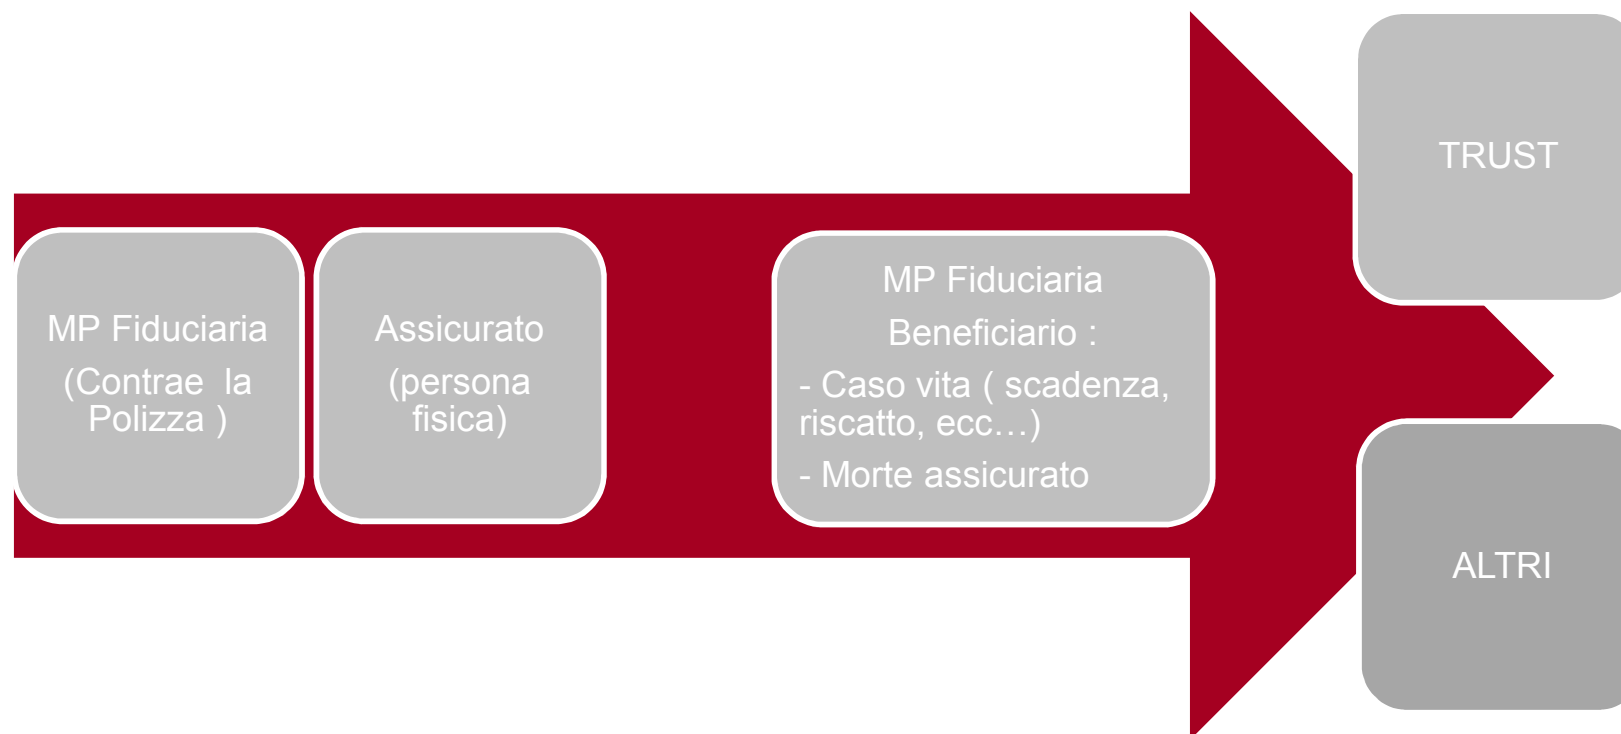 MP Fiduciaria
(Contrae la
Polizza )
Assicurato
(persona
fisica)
MP Fiduciaria
Beneficiario :
- Caso vita ( scadenza,
riscatto, ecc…)
- Morte assicurato
TRUST
ALTRI